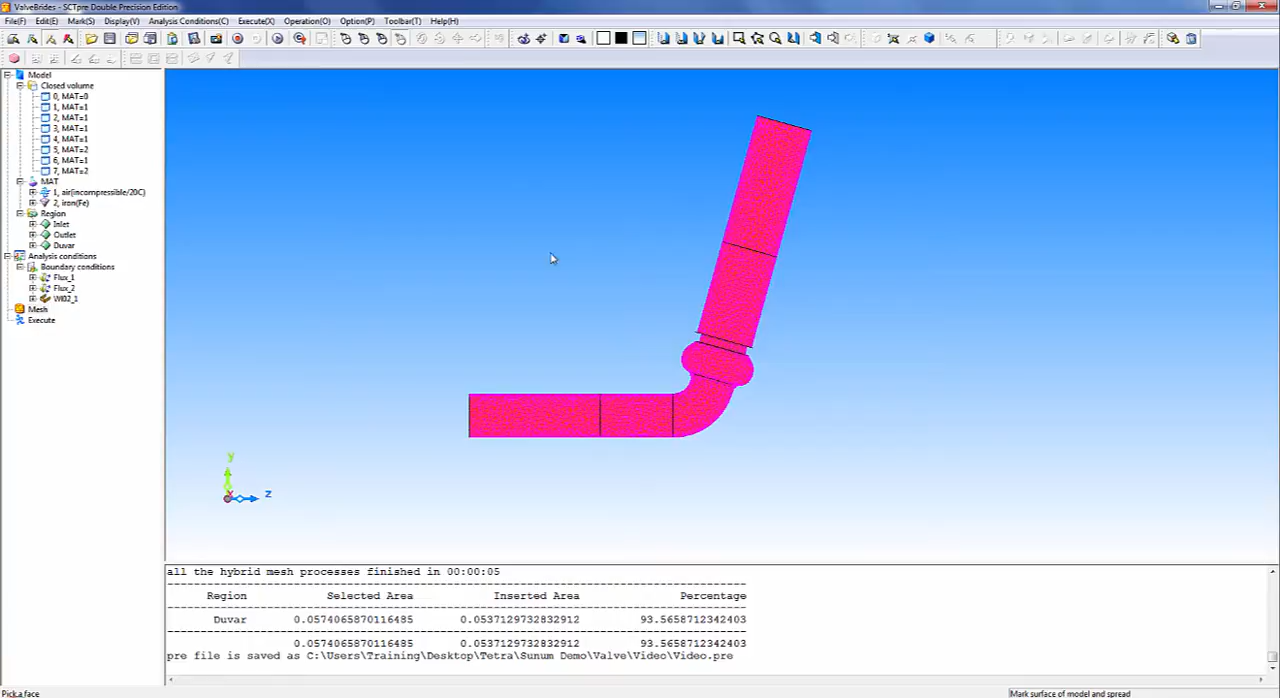 ValveBrides - SCTpre Double Precision Edition
File(F) Edit(E) Mark(S) Display(V) Analysis Conditions(C) Execute(X) Operation(O) Option(P) Toolbar(T) Help(H)
Model
Closed volume
0, MAT=0
1, MAT=1
2, MAT=1
3, MAT=1
4, MAT=1
5, MAT=2
6, MAT=1
7, MAT=2
MAT
1, air(incompressible/20C)
2, iron(Fe)
Region
Inlet
Outlet
Duvar
Analysis conditions
Boundary conditions
Flux_1
Flux_2
Wl02_1
Mesh
Execute
y
x
z
all the hybrid mesh processes finished in 00:00:05
Region Selected Area Inserted Area Percentage
Duvar 0.0574065870116485 0.0537129732832912 93.5658712342403
0.0574065870116485 0.0537129732832912 93.5658712342403
pre file is saved as C:\Users\Training\Desktop\Tetra\Sunum Demo\Valve\Video\Video.pre
Pick a face
Mark surface of model and spread